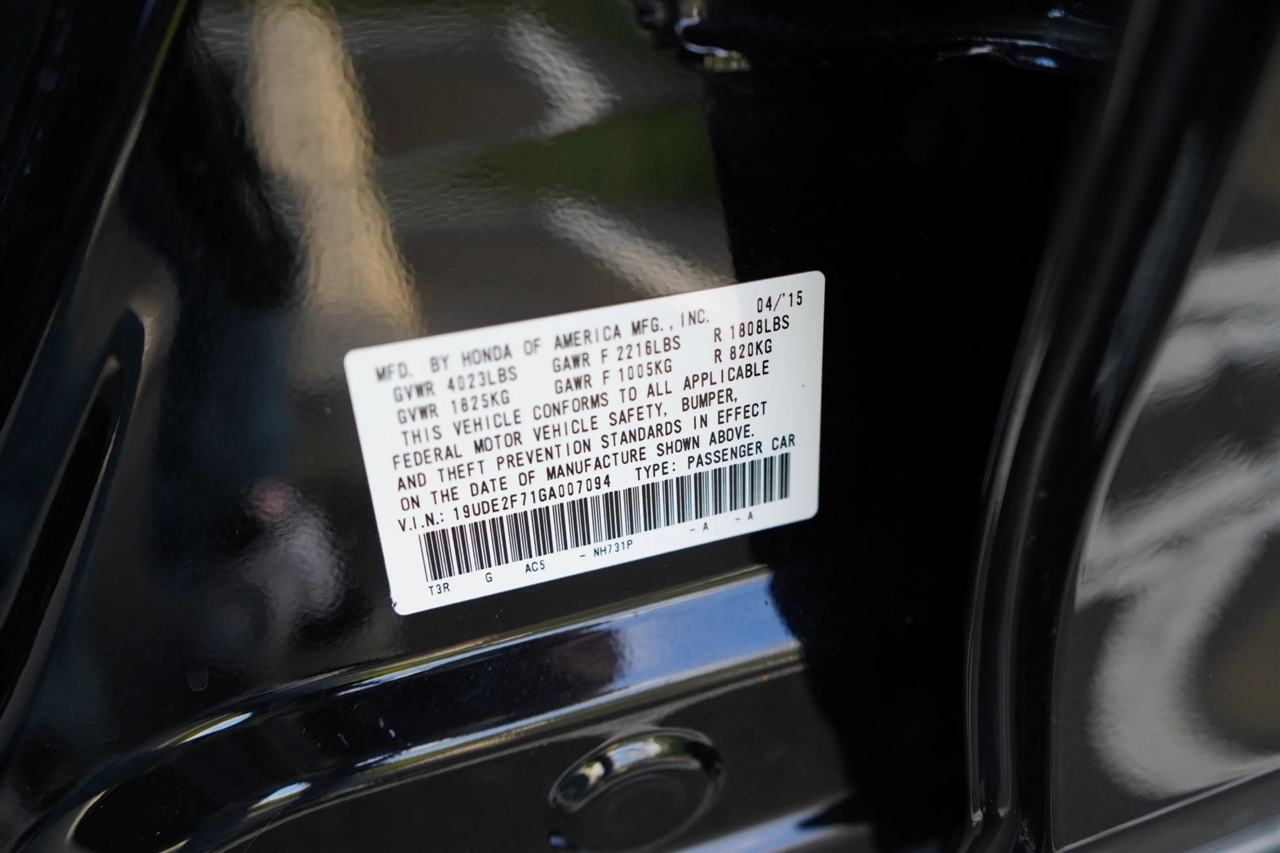 04/'15
MFD. BY HONDA OF AMERICA MFG., INC.
GVWR 4023LBS GAWR F 2216LBS R 1808LBS
GVWR 1825KG GAWR F 1005KG R 820KG
THIS VEHICLE CONFORMS TO ALL APPLICABLE
FEDERAL MOTOR VEHICLE SAFETY, BUMPER,
AND THEFT PREVENTION STANDARDS IN EFFECT
ON THE DATE OF MANUFACTURE SHOWN ABOVE.
V.I.N.: 19UDE2F71GA007094 TYPE: PASSENGER CAR
T3R G AC5 - NH731P - A - A